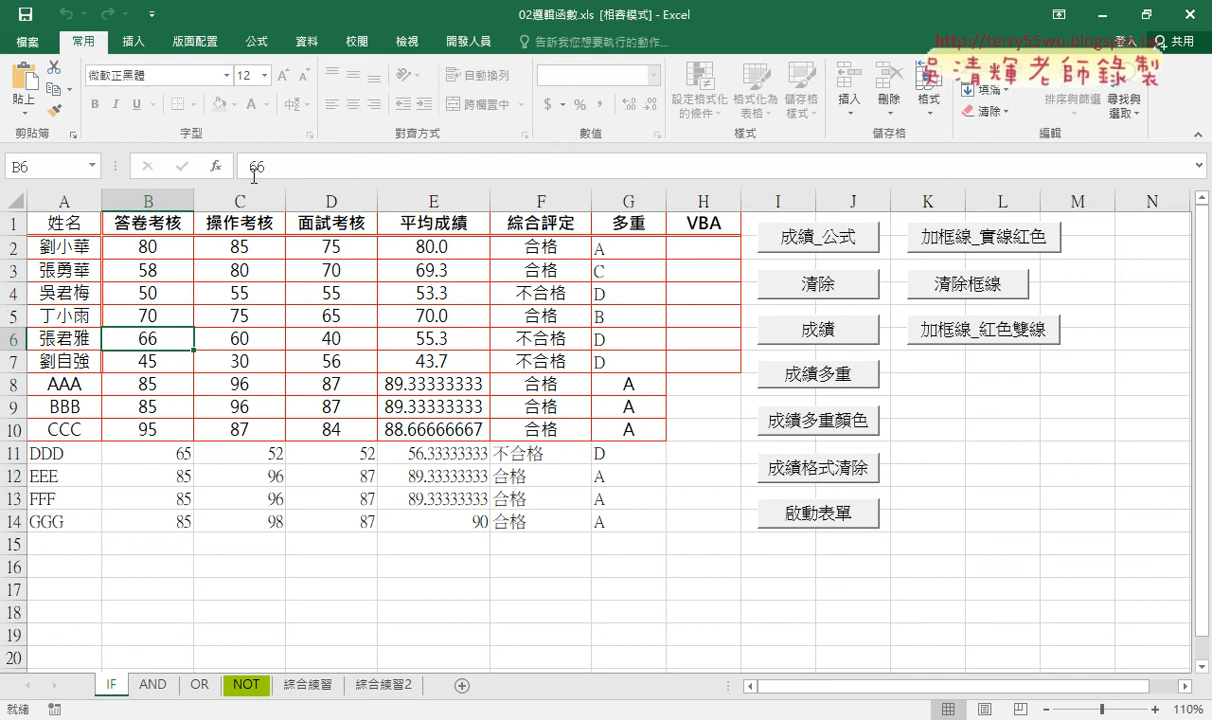 02邏輯函數.xls [相容模式] - Excel
檔案 常用 插入 版面配置 公式 資料 校閱 檢視 開發人員 告訴我您想要執行的動作... 登入 共用
http://terry55wu.blogspot.tw
吳清輝老師錄製
貼上 微軟正黑體 12 自動換列 設定格式化的條件 格式化為表格 儲存格樣式 插入 刪除 格式 填滿 清除 排序與篩選 尋找與選取
B I U 跨欄置中 $ % ,
剪貼簿 字型 對齊方式 數值 樣式 儲存格 編輯
B6 fx 66
A B C D E F G H I J K L M N
1 姓名 答卷考核 操作考核 面試考核 平均成績 綜合評定 多重 VBA
2 劉小華 80 85 75 80.0 合格 A
3 張勇華 58 80 70 69.3 合格 C
4 吳君梅 50 55 55 53.3 不合格 D
5 丁小雨 70 75 65 70.0 合格 B
6 張君雅 66 60 40 55.3 不合格 D
7 劉自強 45 30 56 43.7 不合格 D
8 AAA 85 96 87 89.33333333 合格 A
9 BBB 85 96 87 89.33333333 合格 A
10 CCC 95 87 84 88.66666667 合格 A
11 DDD 65 52 52 56.33333333 不合格 D
12 EEE 85 96 87 89.33333333 合格 A
13 FFF 85 96 87 89.33333333 合格 A
14 GGG 85 98 87 90 合格 A
15
16
17
18
19
20
成績_公式 加框線_實線紅色
清除 清除框線
成績 加框線_紅色雙線
成績多重
成績多重顏色
成績格式清除
啟動表單
IF AND OR NOT 綜合練習 綜合練習2
就緒 110%